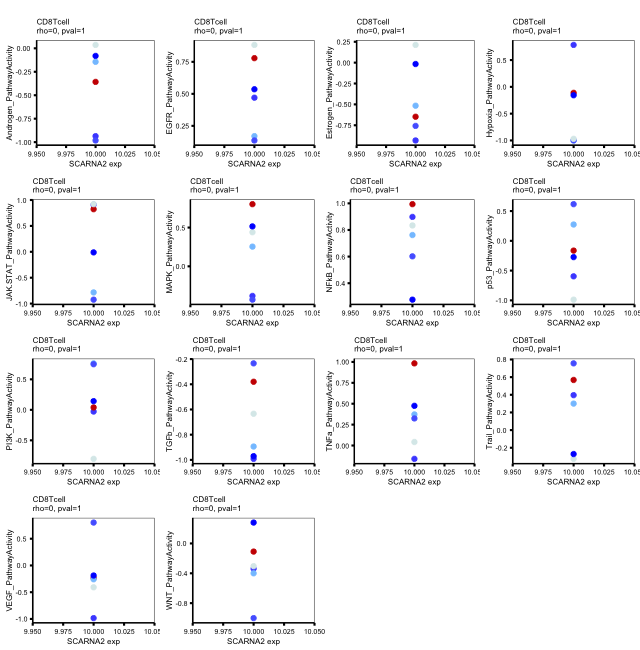 CD8Tcell
rho=0, pval=1
Androgen_PathwayActivity
0.00
-0.25
-0.50
-0.75
-1.00
9.950 9.975 10.000 10.025 10.05
SCARNA2 exp
CD8Tcell
rho=0, pval=1
EGFR_PathwayActivity
0.75
0.50
0.25
9.950 9.975 10.000 10.025 10.05
SCARNA2 exp
CD8Tcell
rho=0, pval=1
Estrogen_PathwayActivity
0.25
0.00
-0.25
-0.50
-0.75
9.950 9.975 10.000 10.025 10.05
SCARNA2 exp
CD8Tcell
rho=0, pval=1
Hypoxia_PathwayActivity
0.5
0.0
-0.5
-1.0
9.950 9.975 10.000 10.025 10.05
SCARNA2 exp
CD8Tcell
rho=0, pval=1
JAK.STAT_PathwayActivity
1.0
0.5
0.0
-0.5
-1.0
9.950 9.975 10.000 10.025 10.05
SCARNA2 exp
CD8Tcell
rho=0, pval=1
MAPK_PathwayActivity
0.5
0.0
9.950 9.975 10.000 10.025 10.05
SCARNA2 exp
CD8Tcell
rho=0, pval=1
NFkB_PathwayActivity
1.0
0.8
0.6
0.4
9.950 9.975 10.000 10.025 10.05
SCARNA2 exp
CD8Tcell
rho=0, pval=1
p53_PathwayActivity
0.5
0.0
-0.5
-1.0
9.950 9.975 10.000 10.025 10.05
SCARNA2 exp
CD8Tcell
rho=0, pval=1
PI3K_PathwayActivity
0.5
0.0
-0.5
9.950 9.975 10.000 10.025 10.05
SCARNA2 exp
CD8Tcell
rho=0, pval=1
TGFb_PathwayActivity
-0.2
-0.4
-0.6
-0.8
-1.0
9.950 9.975 10.000 10.025 10.05
SCARNA2 exp
CD8Tcell
rho=0, pval=1
TNFa_PathwayActivity
1.00
0.75
0.50
0.25
0.00
9.950 9.975 10.000 10.025 10.05
SCARNA2 exp
CD8Tcell
rho=0, pval=1
Trail_PathwayActivity
0.8
0.6
0.4
0.2
0.0
-0.2
9.950 9.975 10.000 10.025 10.05
SCARNA2 exp
CD8Tcell
rho=0, pval=1
VEGF_PathwayActivity
0.5
0.0
-0.5
-1.0
9.950 9.975 10.000 10.025 10.05
SCARNA2 exp
CD8Tcell
rho=0, pval=1
WNT_PathwayActivity
0.0
-0.4
-0.8
9.950 9.975 10.000 10.025 10.050
SCARNA2 exp